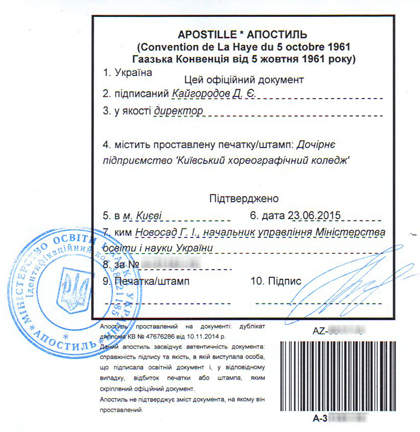 APOSTILLE * АПОСТИЛЬ
(Convention de La Haye du 5 octobre 1961
Гаазька Конвенція від 5 жовтня 1961 року)
1. Україна
Цей офіційний документ
2. підписаний Кайгородов Д. Є.
3. у якості директор
4. містить проставлену печатку/штамп: Дочірнє
підприємство 'Київський хореографічний коледж'
Підтверджено
5. в м. Києві 6. дата 23.06.2015
7. ким Новосад Г. І., начальник управління Міністерства
освіти і науки України
8. за №
9. Печатка/штамп 10. Підпис
МІНІСТЕРСТВО ОСВІТИ
Ідентифікаційний
*АПОСТИЛЬ
AZ-
Апостиль проставлений на документі: дублікат
диплома КВ № 47676286 від 10.11.2014 р.
Даний апостиль засвідчує автентичність документа:
справжність підпису та якість, в якій виступала особа,
що підписала освітній документ і, у відповідному
випадку, відбиток печатки або штампа, яким
скріплений офіційний документ.
Апостиль не підтверджує зміст документа, на якому він
проставлений.
A-3